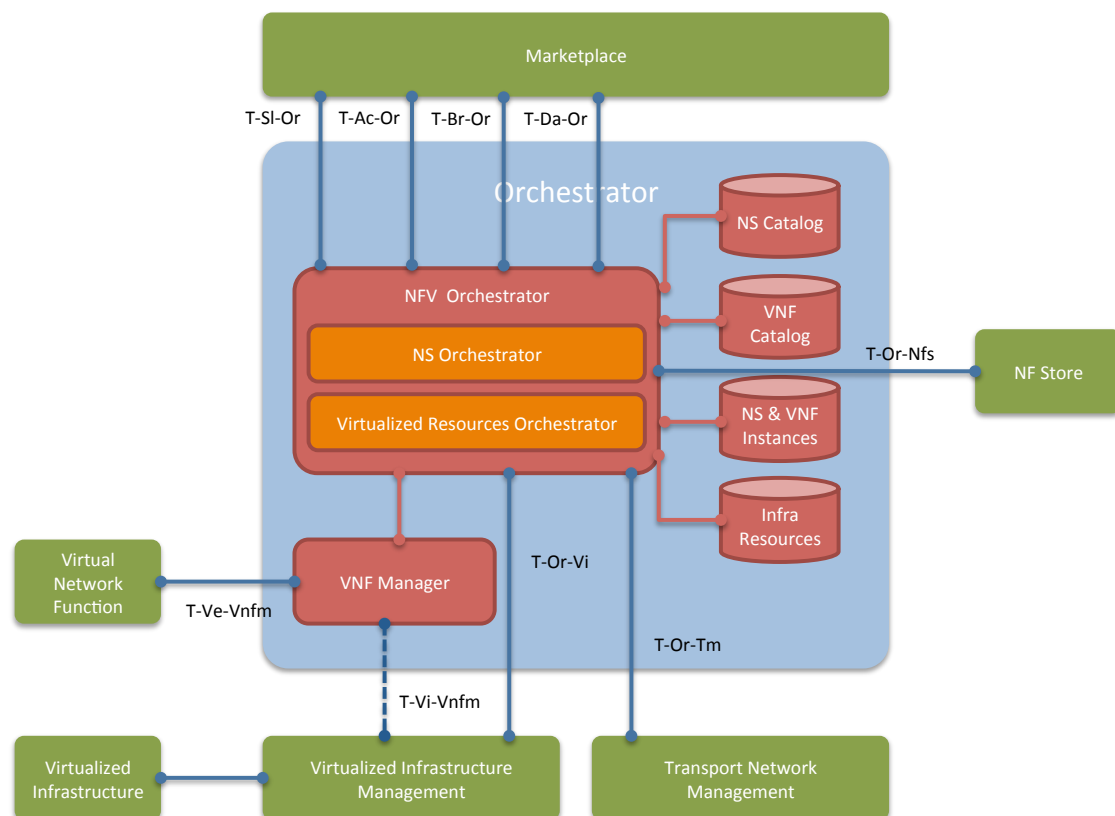 Marketplace
T-Sl-Or
T-Ac-Or
T-Br-Or
T-Da-Or
Orchestrator
NS Catalog
NFV Orchestrator
VNF
Catalog
NS Orchestrator
T-Or-Nfs
NF Store
NS & VNF
Instances
Virtualized Resources Orchestrator
Infra
Resources
Virtual
Network
Function
T-Or-Vi
VNF Manager
T-Ve-Vnfm
T-Or-Tm
T-Vi-Vnfm
Virtualized
Infrastructure
Virtualized Infrastructure
Management
Transport Network
Management